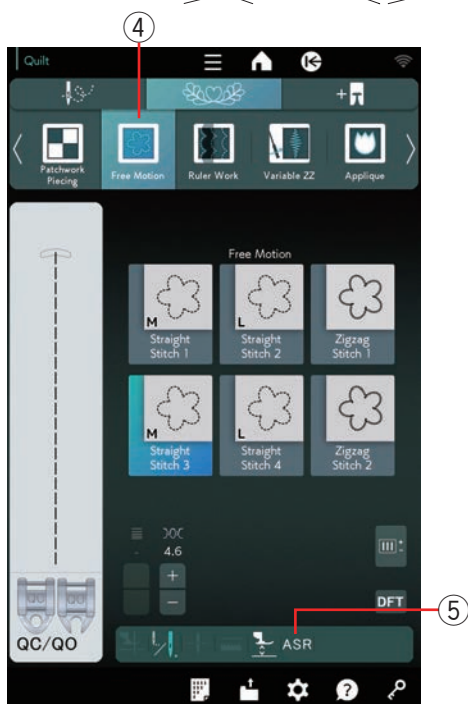 ④
Quilt
Patchwork
Piecing
Free Motion
Ruler Work
Variable ZZ
Applique
Free Motion
M
Straight
Stitch 1
L
Straight
Stitch 2
Zigzag
Stitch 1
M
Straight
Stitch 3
L
Straight
Stitch 4
Zigzag
Stitch 2
-
4.6
+
−
DFT
⑤
QC/QO
ASR
?